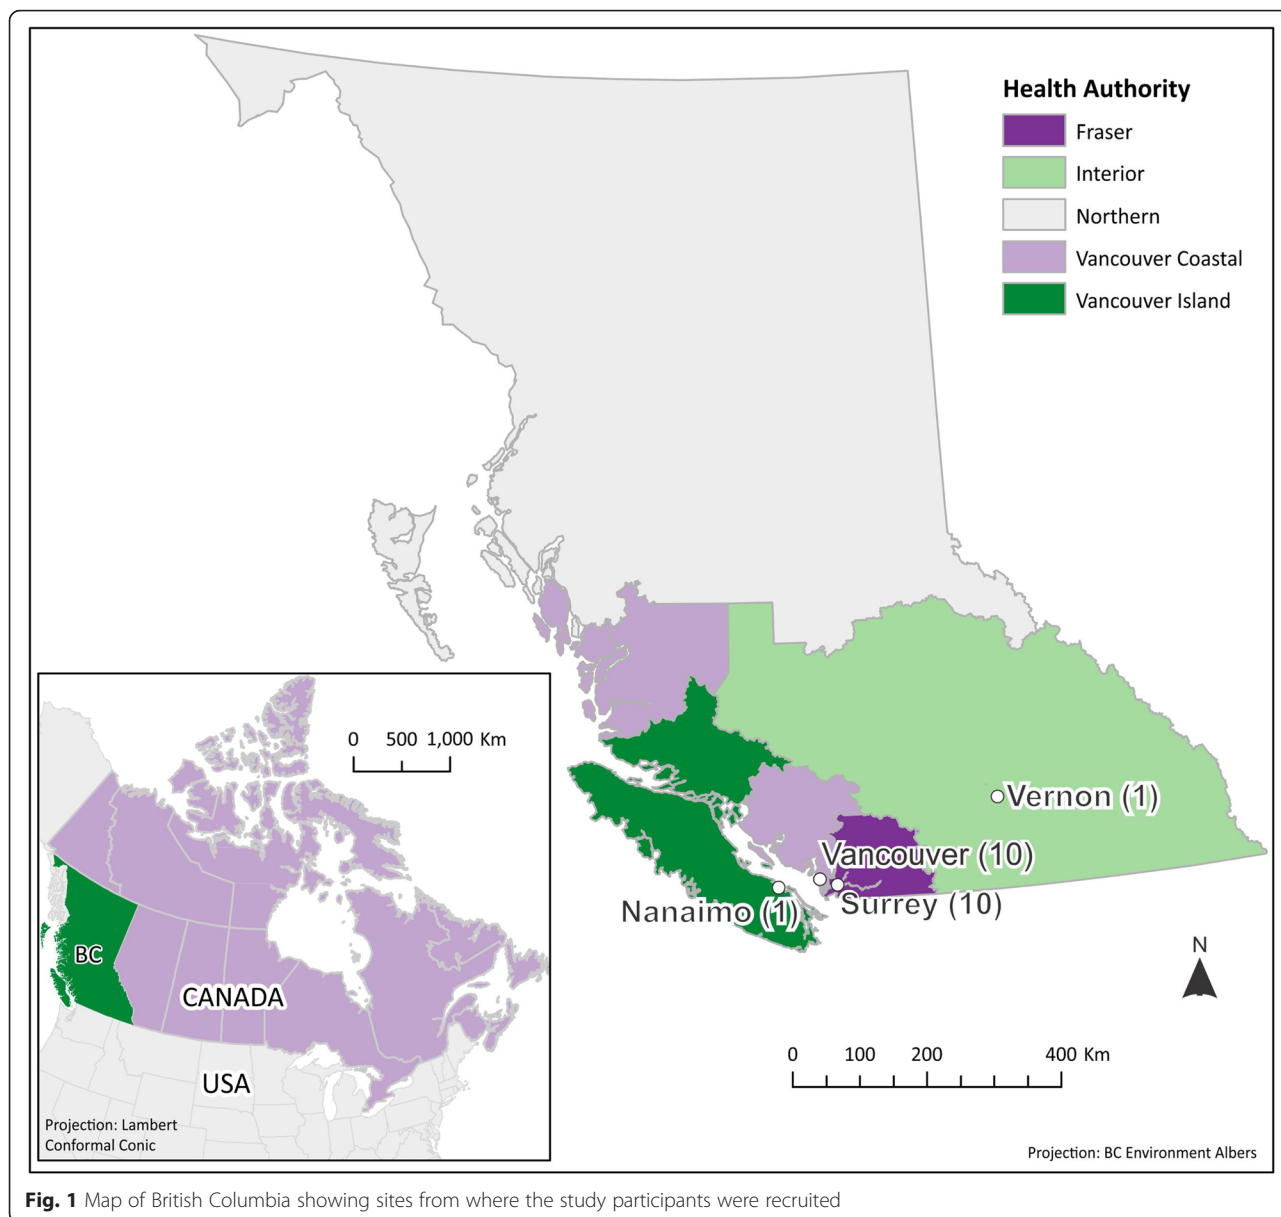 Health Authority
Fraser
Interior
Northern
Vancouver Coastal
Vancouver Island
Vernon (1)
Vancouver (10)
Surrey (10)
Nanaimo (1)
0 500 1,000 Km
BC
CANADA
USA
Projection: Lambert
Conformal Conic
N
0 100 200 400 Km
Projection: BC Environment Albers
Fig. 1 Map of British Columbia showing sites from where the study participants were recruited